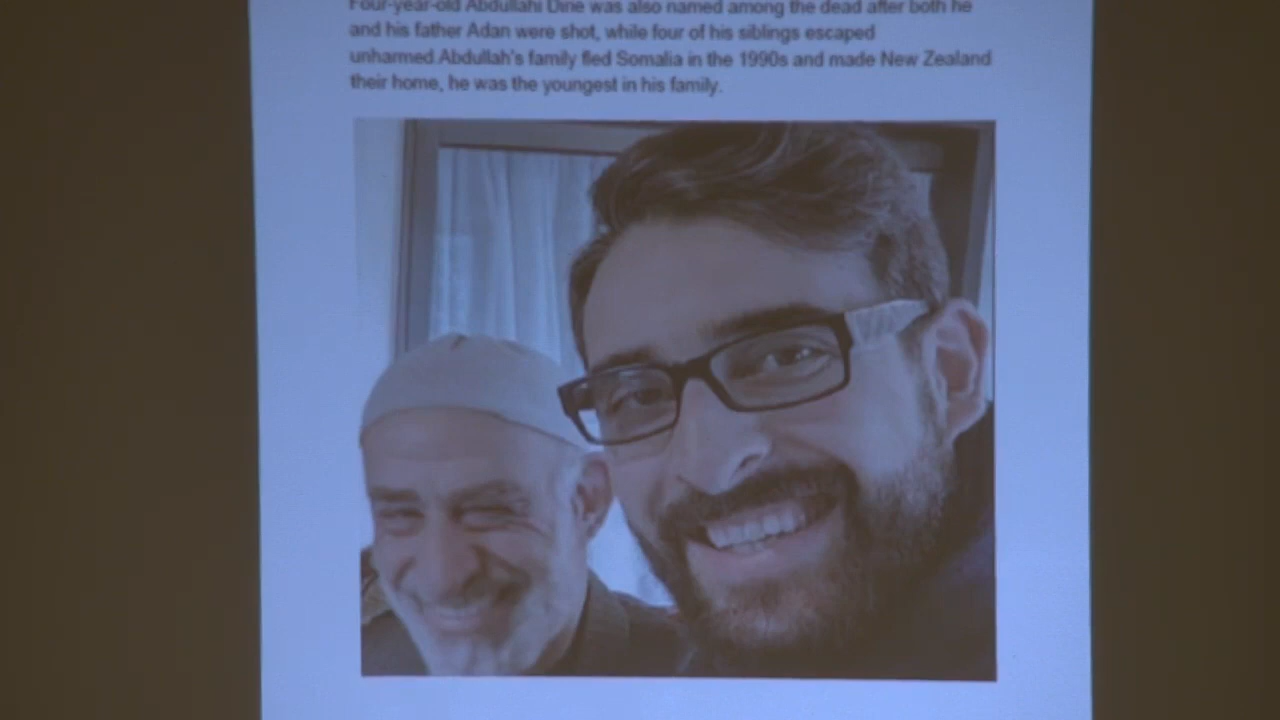 Four-year-old Abdullahi Dine was also named among the dead after both he
and his father Adan were shot, while four of his siblings escaped
unharmed.Abdullah's family fled Somalia in the 1990s and made New Zealand
their home, he was the youngest in his family.